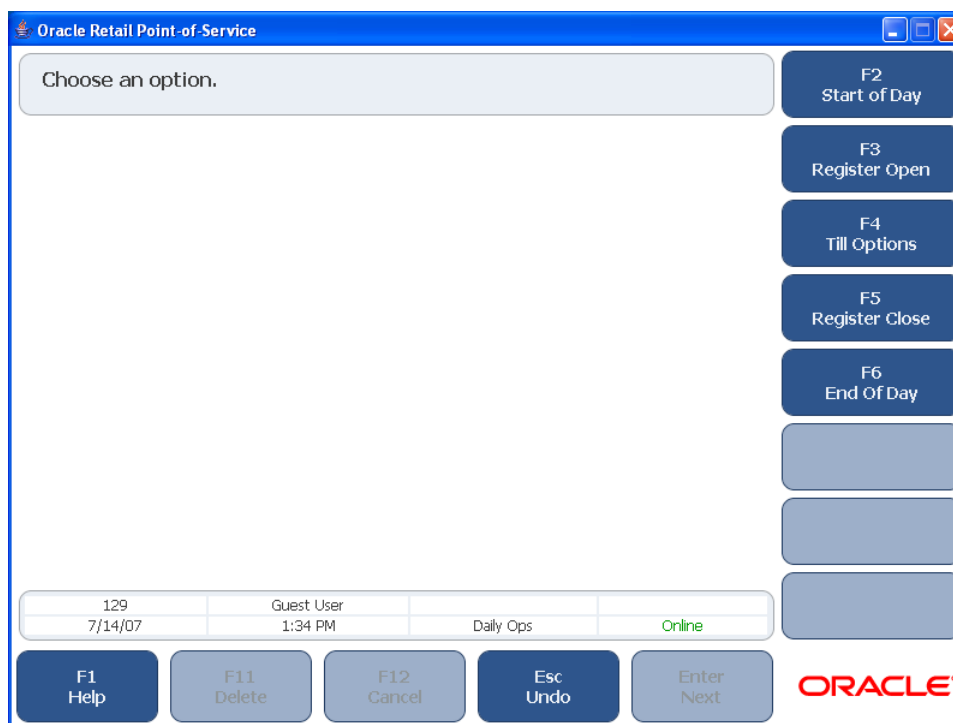 Oracle Retail Point-of-Service
Choose an option.
F2
Start of Day
F3
Register Open
F4
Till Options
F5
Register Close
F6
End Of Day
129 Guest User
7/14/07 1:34 PM Daily Ops Online
F1
Help
F11
Delete
F12
Cancel
Esc
Undo
Enter
Next
ORACLE